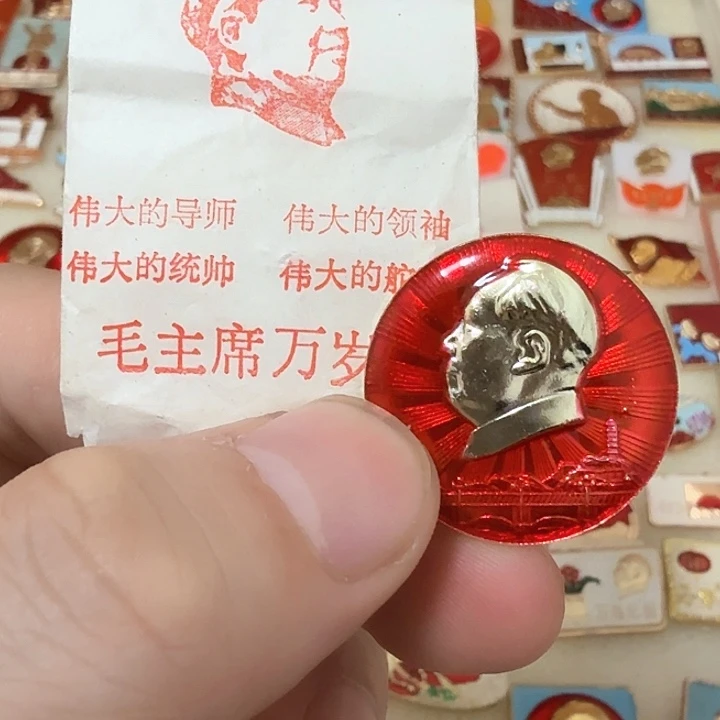 伟大的导师 伟大的领袖
伟大的统帅 伟大的航
毛主席万岁